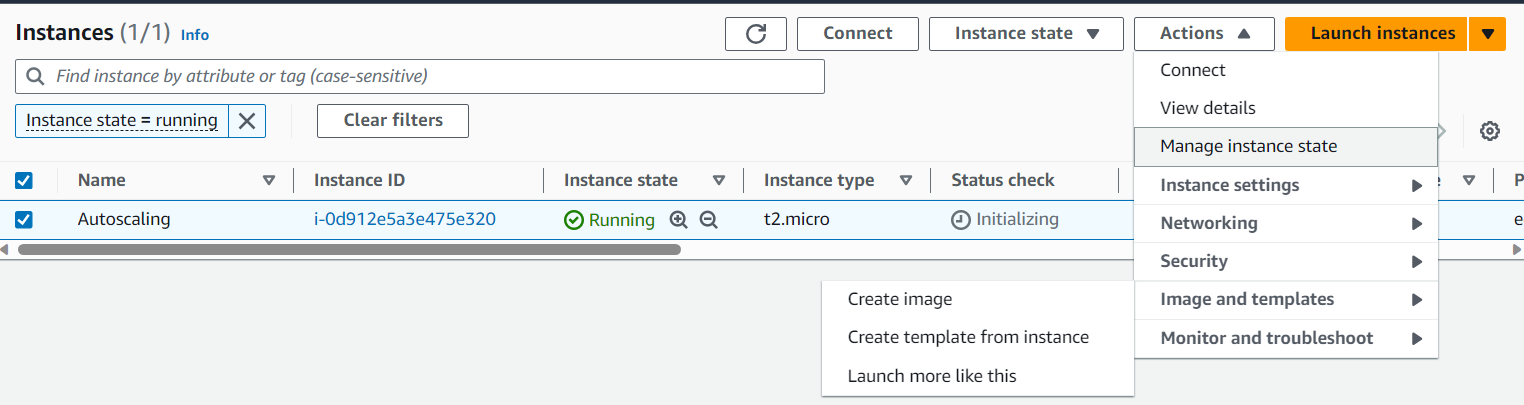 Instances (1/1) Info
Connect
Instance state
Actions
Launch instances
Find instance by attribute or tag (case-sensitive)
Instance state = running
Clear filters
Connect
View details
Manage instance state
Instance settings
Networking
Security
Image and templates
Monitor and troubleshoot
Name Instance ID Instance state Instance type Status check
Autoscaling i-0d912e5a3e475e320 Running t2.micro Initializing
Create image
Create template from instance
Launch more like this